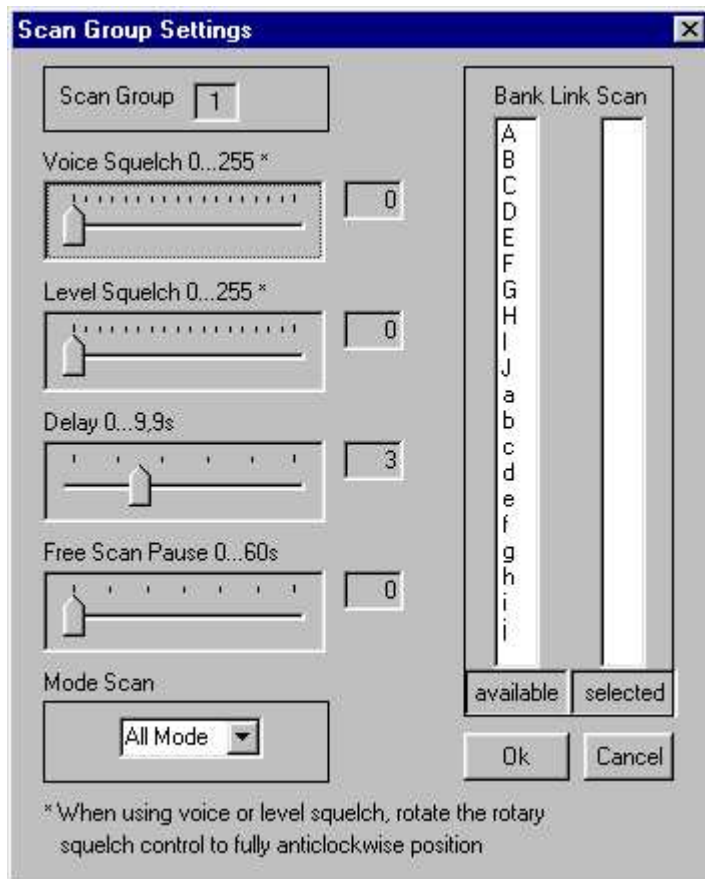 Scan Group Settings
Scan Group 1
Voice Squelch 0...255 *
0
Level Squelch 0...255 *
0
Delay 0...9,9s
3
Free Scan Pause 0...60s
0
Mode Scan
All Mode
Bank Link Scan
A
B
C
D
E
F
G
H
I
J
a
b
c
d
e
f
g
h
i
j
available selected
Ok Cancel
* When using voice or level squelch, rotate the rotary
squelch control to fully anticlockwise position